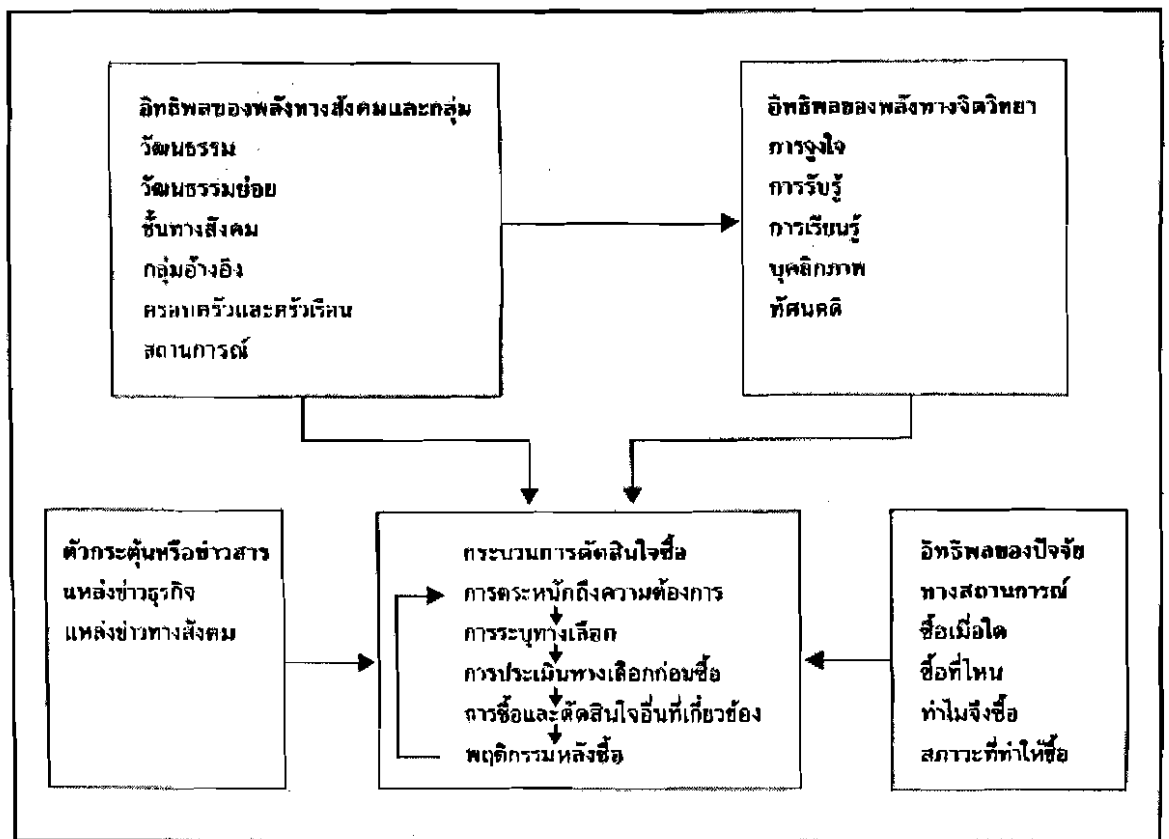 อิทธิพลของพลังทางสังคมและกลุ่ม
วัฒนธรรม
วัฒนธรรมย่อย
ชั้นทางสังคม
กลุ่มอ้างอิง
ครอบครัวและครัวเรือน
สถานการณ์
อิทธิพลของพลังทางจิตวิทยา
การจูงใจ
การรับรู้
การเรียนรู้
บุคลิกภาพ
ทัศนคติ
ตัวกระตุ้นหรือข่าวสาร
แหล่งข่าวธุรกิจ
แหล่งข่าวทางสังคม
กระบวนการตัดสินใจซื้อ
การตระหนักถึงความต้องการ
การระบุทางเลือก
การประเมินทางเลือกก่อนซื้อ
การซื้อและตัดสินใจอื่นที่เกี่ยวข้อง
พฤติกรรมหลังซื้อ
อิทธิพลของปัจจัย
ทางสถานการณ์
ซื้อเมื่อใด
ซื้อที่ไหน
ทำไมจึงซื้อ
สภาวะที่ทำให้ซื้อ